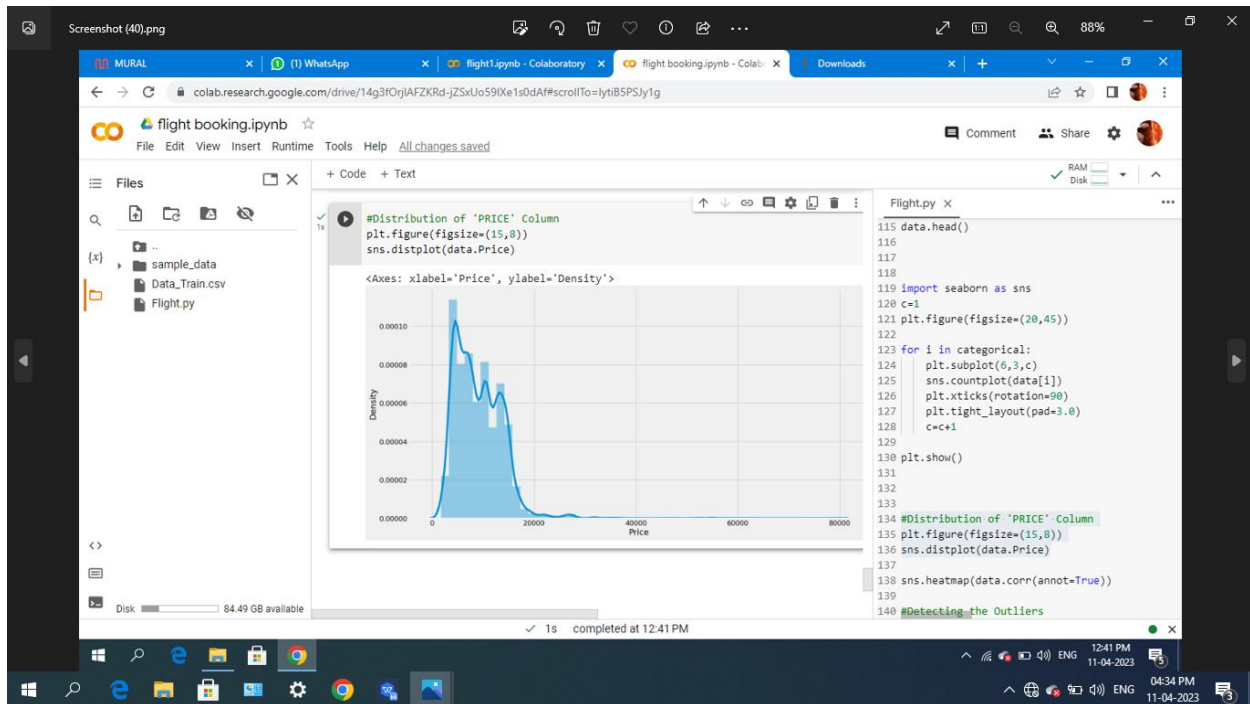 Screenshot (40).png
88%
MURAL
(1) WhatsApp
flight1.ipynb - Colaboratory
flight booking.ipynb - Colab
Downloads
colab.research.google.com/drive/14g3fOrjlAFZKRd-jZSxUo59IXe1s0dAf#scrollTo=lytiB5PSJy1g
flight booking.ipynb
Comment Share
File Edit View Insert Runtime Tools Help All changes saved
Files
+ Code + Text
RAM
Disk
..
sample_data
Data_Train.csv
Flight.py
{x}
<>
Disk 84.49 GB available
1s
#Distribution of 'PRICE' Column
plt.figure(figsize=(15,8))
sns.distplot(data.Price)
<Axes: xlabel='Price', ylabel='Density'>
0.00010
0.00008
0.00006
0.00004
0.00002
0.00000
Density
0 20000 40000 60000 80000
Price
Flight.py
115 data.head()
116
117
118
119 import seaborn as sns
120 c=1
121 plt.figure(figsize=(20,45))
122
123 for i in categorical:
124 plt.subplot(6,3,c)
125 sns.countplot(data[i])
126 plt.xticks(rotation=90)
127 plt.tight_layout(pad=3.0)
128 c=c+1
129
130 plt.show()
131
132
133
134 #Distribution of 'PRICE' Column
135 plt.figure(figsize=(15,8))
136 sns.distplot(data.Price)
137
138 sns.heatmap(data.corr(annot=True))
139
140 #Detecting the Outliers
1s completed at 12:41 PM
ENG
12:41 PM
11-04-2023
5
ENG
04:34 PM
11-04-2023
3